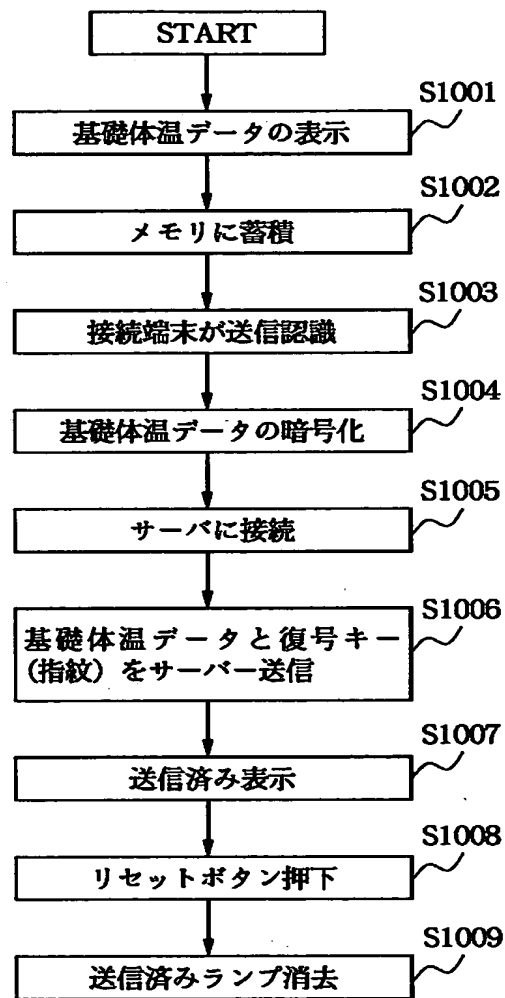 START
S1001
基礎体温データの表示
S1002
メモリに蓄積
S1003
接続端末が送信認識
S1004
基礎体温データの暗号化
S1005
サーバに接続
S1006
基礎体温データと復号キー
(指紋)をサーバー送信
S1007
送信済み表示
S1008
リセットボタン押下
S1009
送信済みランプ消去